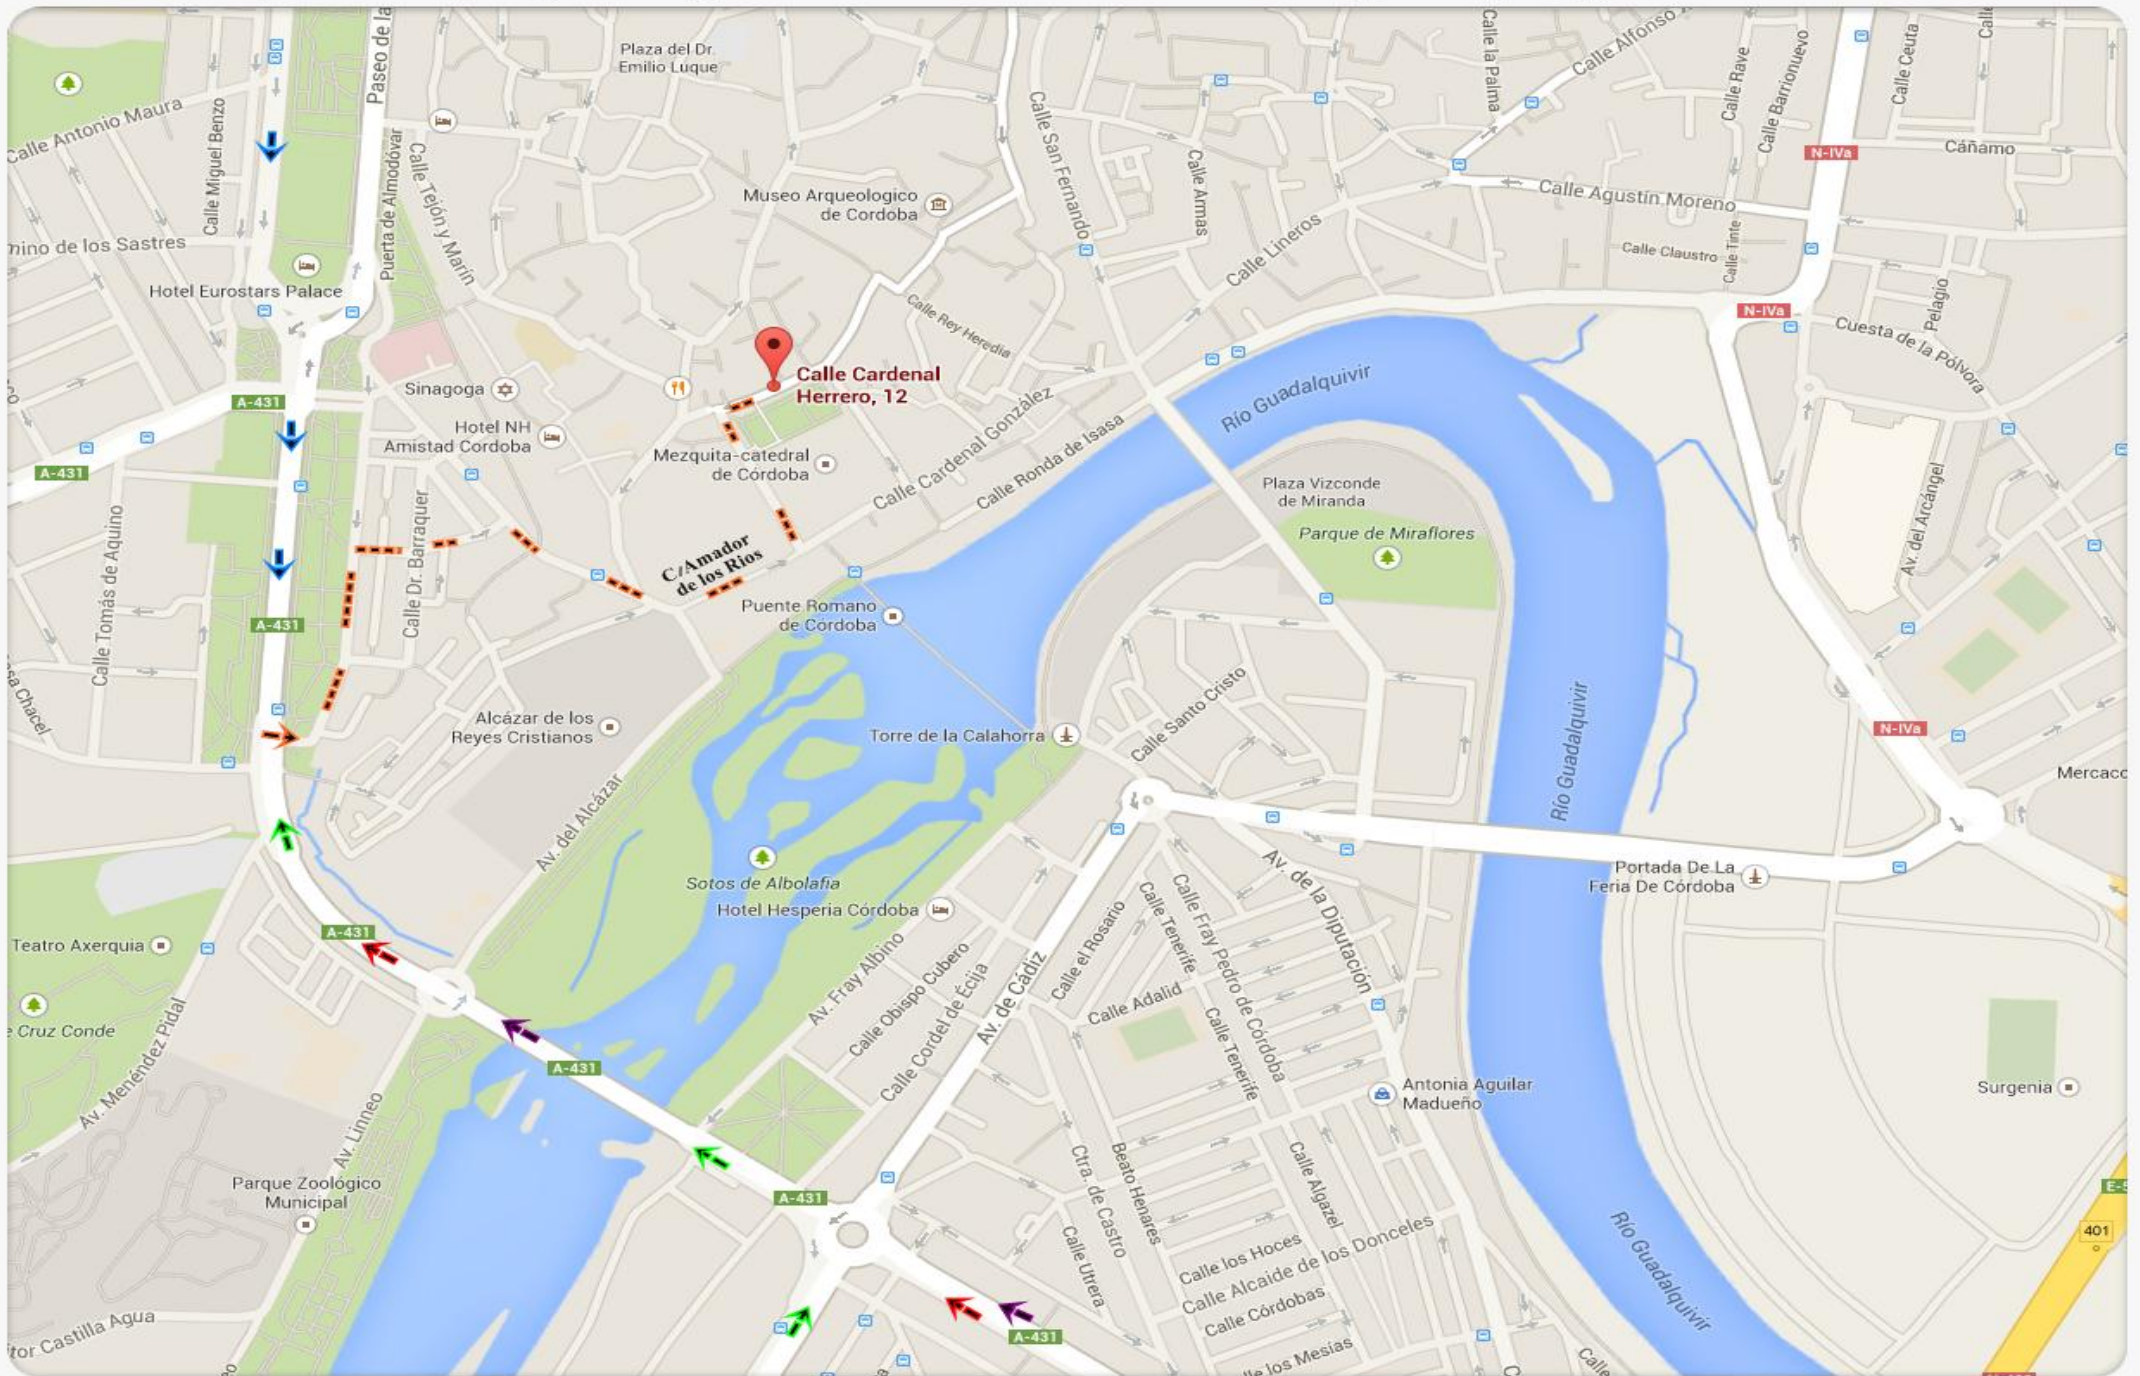 Plaza del Dr.
Emilio Luque
Paseo de la
Calle la Palma
Calle Alfonso
Calle Rave
Calle Barrionuevo
Calle Ceuta
Calle
Calle Antonio Maura
Calle Miguel Benzo
Puerta de Almodóvar
Calle Tejón y Marín
Calle San Fernando
Calle Armas
N-IVa
Cáñamo
Museo Arqueologico
de Cordoba
Calle Agustín Moreno
mino de los Sastres
Calle Lineros
Calle Claustro
Calle Tinte
Hotel Eurostars Palace
Calle Rey Heredia
N-IVa
Pelagio
Cuesta de la Pólvora
Calle Cardenal
Herrero, 12
Sinagoga
A-431
Río Guadalquivir
Hotel NH
Amistad Cordoba
A-431
Mezquita-catedral
de Córdoba
Calle Cardenal González
Calle Ronda de Isasa
Plaza Vizconde
de Miranda
Parque de Miraflores
Av. del Arcángel
Calle Tomás de Aquino
Calle Dr. Barraquer
C/Amador
de los Rios
Puente Romano
de Córdoba
A-431
sa Chacel
Alcázar de los
Reyes Cristianos
Torre de la Calahorra
Calle Santo Cristo
Río Guadalquivir
N-IVa
Mercaco
Av. del Alcázar
Sotos de Albolafia
Hotel Hesperia Córdoba
Av. de la Diputación
Portada De La
Feria De Córdoba
Teatro Axerquia
A-431
Av. Fray Albino
Calle Obispo Cubero
Calle Cordel de Écija
Av. de Cádiz
Calle el Rosario
Calle Tenerife
Calle Fray Pedro de Córdoba
Calle Adalid
Calle Tenerife
e Cruz Conde
Av. Menéndez Pidal
A-431
Av. Linneo
Antonia Aguilar
Madueño
Surgenia
Parque Zoológico
Municipal
A-431
Ctra. de Castro
Beato Henares
Calle Algazel
Calle Utrera
Calle los Hoces
Calle Alcaide de los Donceles
Calle Córdobas
Río Guadalquivir
E-5
401
tor Castilla Agua
A-431
lle los Mesías
Calle